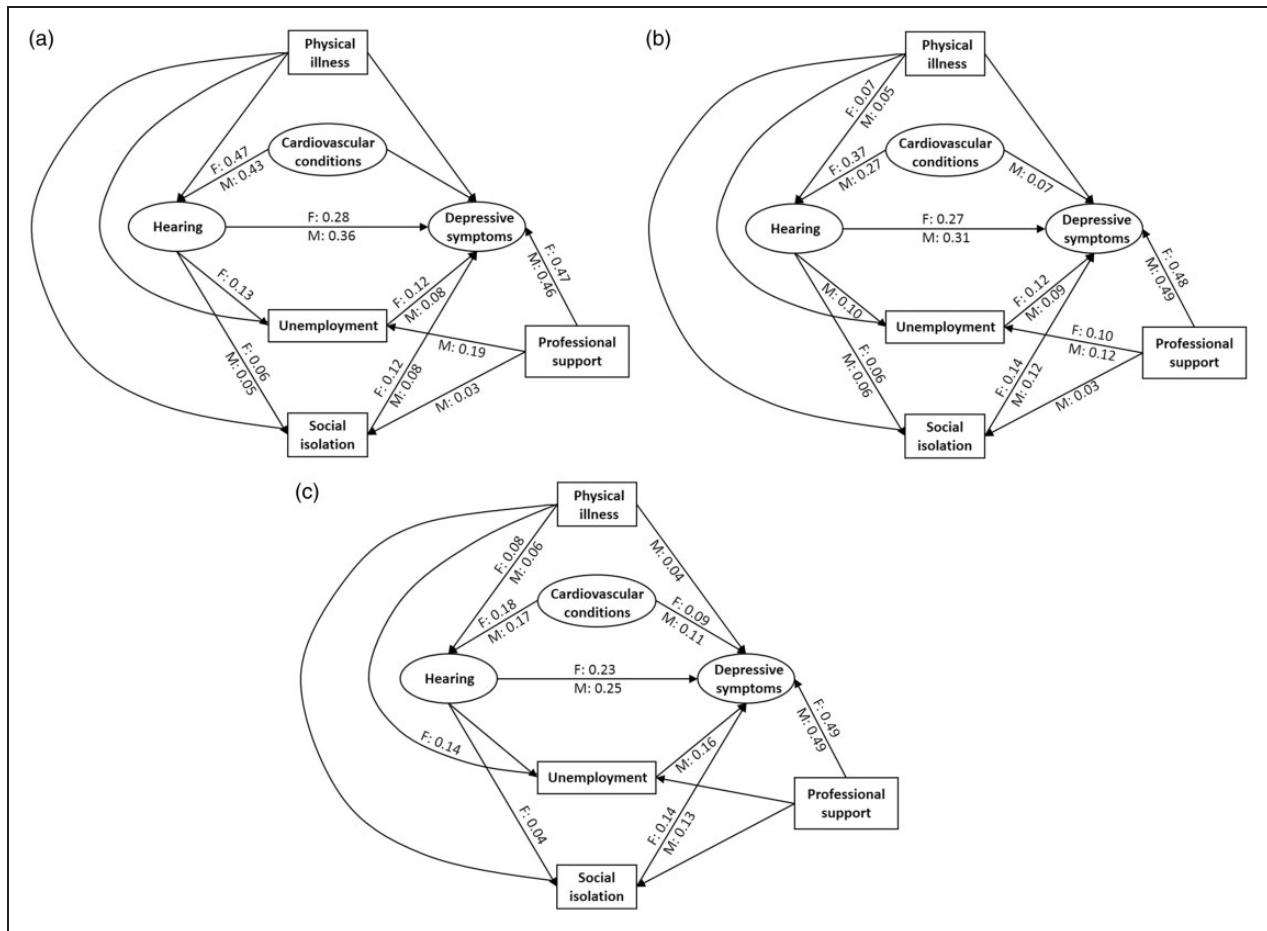 (a)
Physical
illness
Cardiovascular
conditions
F: 0.47
M: 0.43
Hearing
F: 0.28
M: 0.36
Depressive
symptoms
F: 0.47
M: 0.46
F: 0.13
F: 0.12
M: 0.08
Unemployment
M: 0.19
Professional
support
F: 0.06
M: 0.05
F: 0.12
M: 0.08
M: 0.03
Social
isolation
(b)
Physical
illness
F: 0.07
M: 0.05
Cardiovascular
conditions
F: 0.37
M: 0.27
M: 0.07
Hearing
F: 0.27
M: 0.31
Depressive
symptoms
F: 0.48
M: 0.49
M: 0.10
F: 0.12
M: 0.09
Unemployment
F: 0.10
M: 0.12
Professional
support
F: 0.06
M: 0.06
F: 0.14
M: 0.12
M: 0.03
Social
isolation
(c)
Physical
illness
F: 0.08
M: 0.06
M: 0.04
Cardiovascular
conditions
F: 0.18
M: 0.17
F: 0.09
M: 0.11
Hearing
F: 0.23
M: 0.25
Depressive
symptoms
F: 0.49
M: 0.49
F: 0.14
M: 0.16
Unemployment
Professional
support
F: 0.04
F: 0.14
M: 0.13
Social
isolation